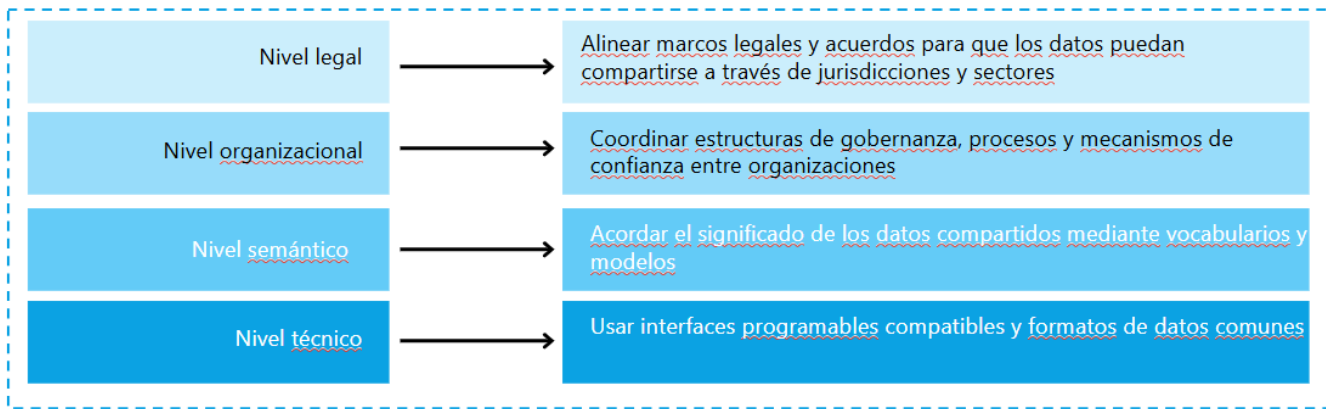 Nivel legal
Alinear marcos legales y acuerdos para que los datos puedan
compartirse a través de jurisdicciones y sectores
Nivel organizacional
Coordinar estructuras de gobernanza, procesos y mecanismos de
confianza entre organizaciones
Nivel semántico
Acordar el significado de los datos compartidos mediante vocabularios y
modelos
Nivel técnico
Usar interfaces programables compatibles y formatos de datos comunes